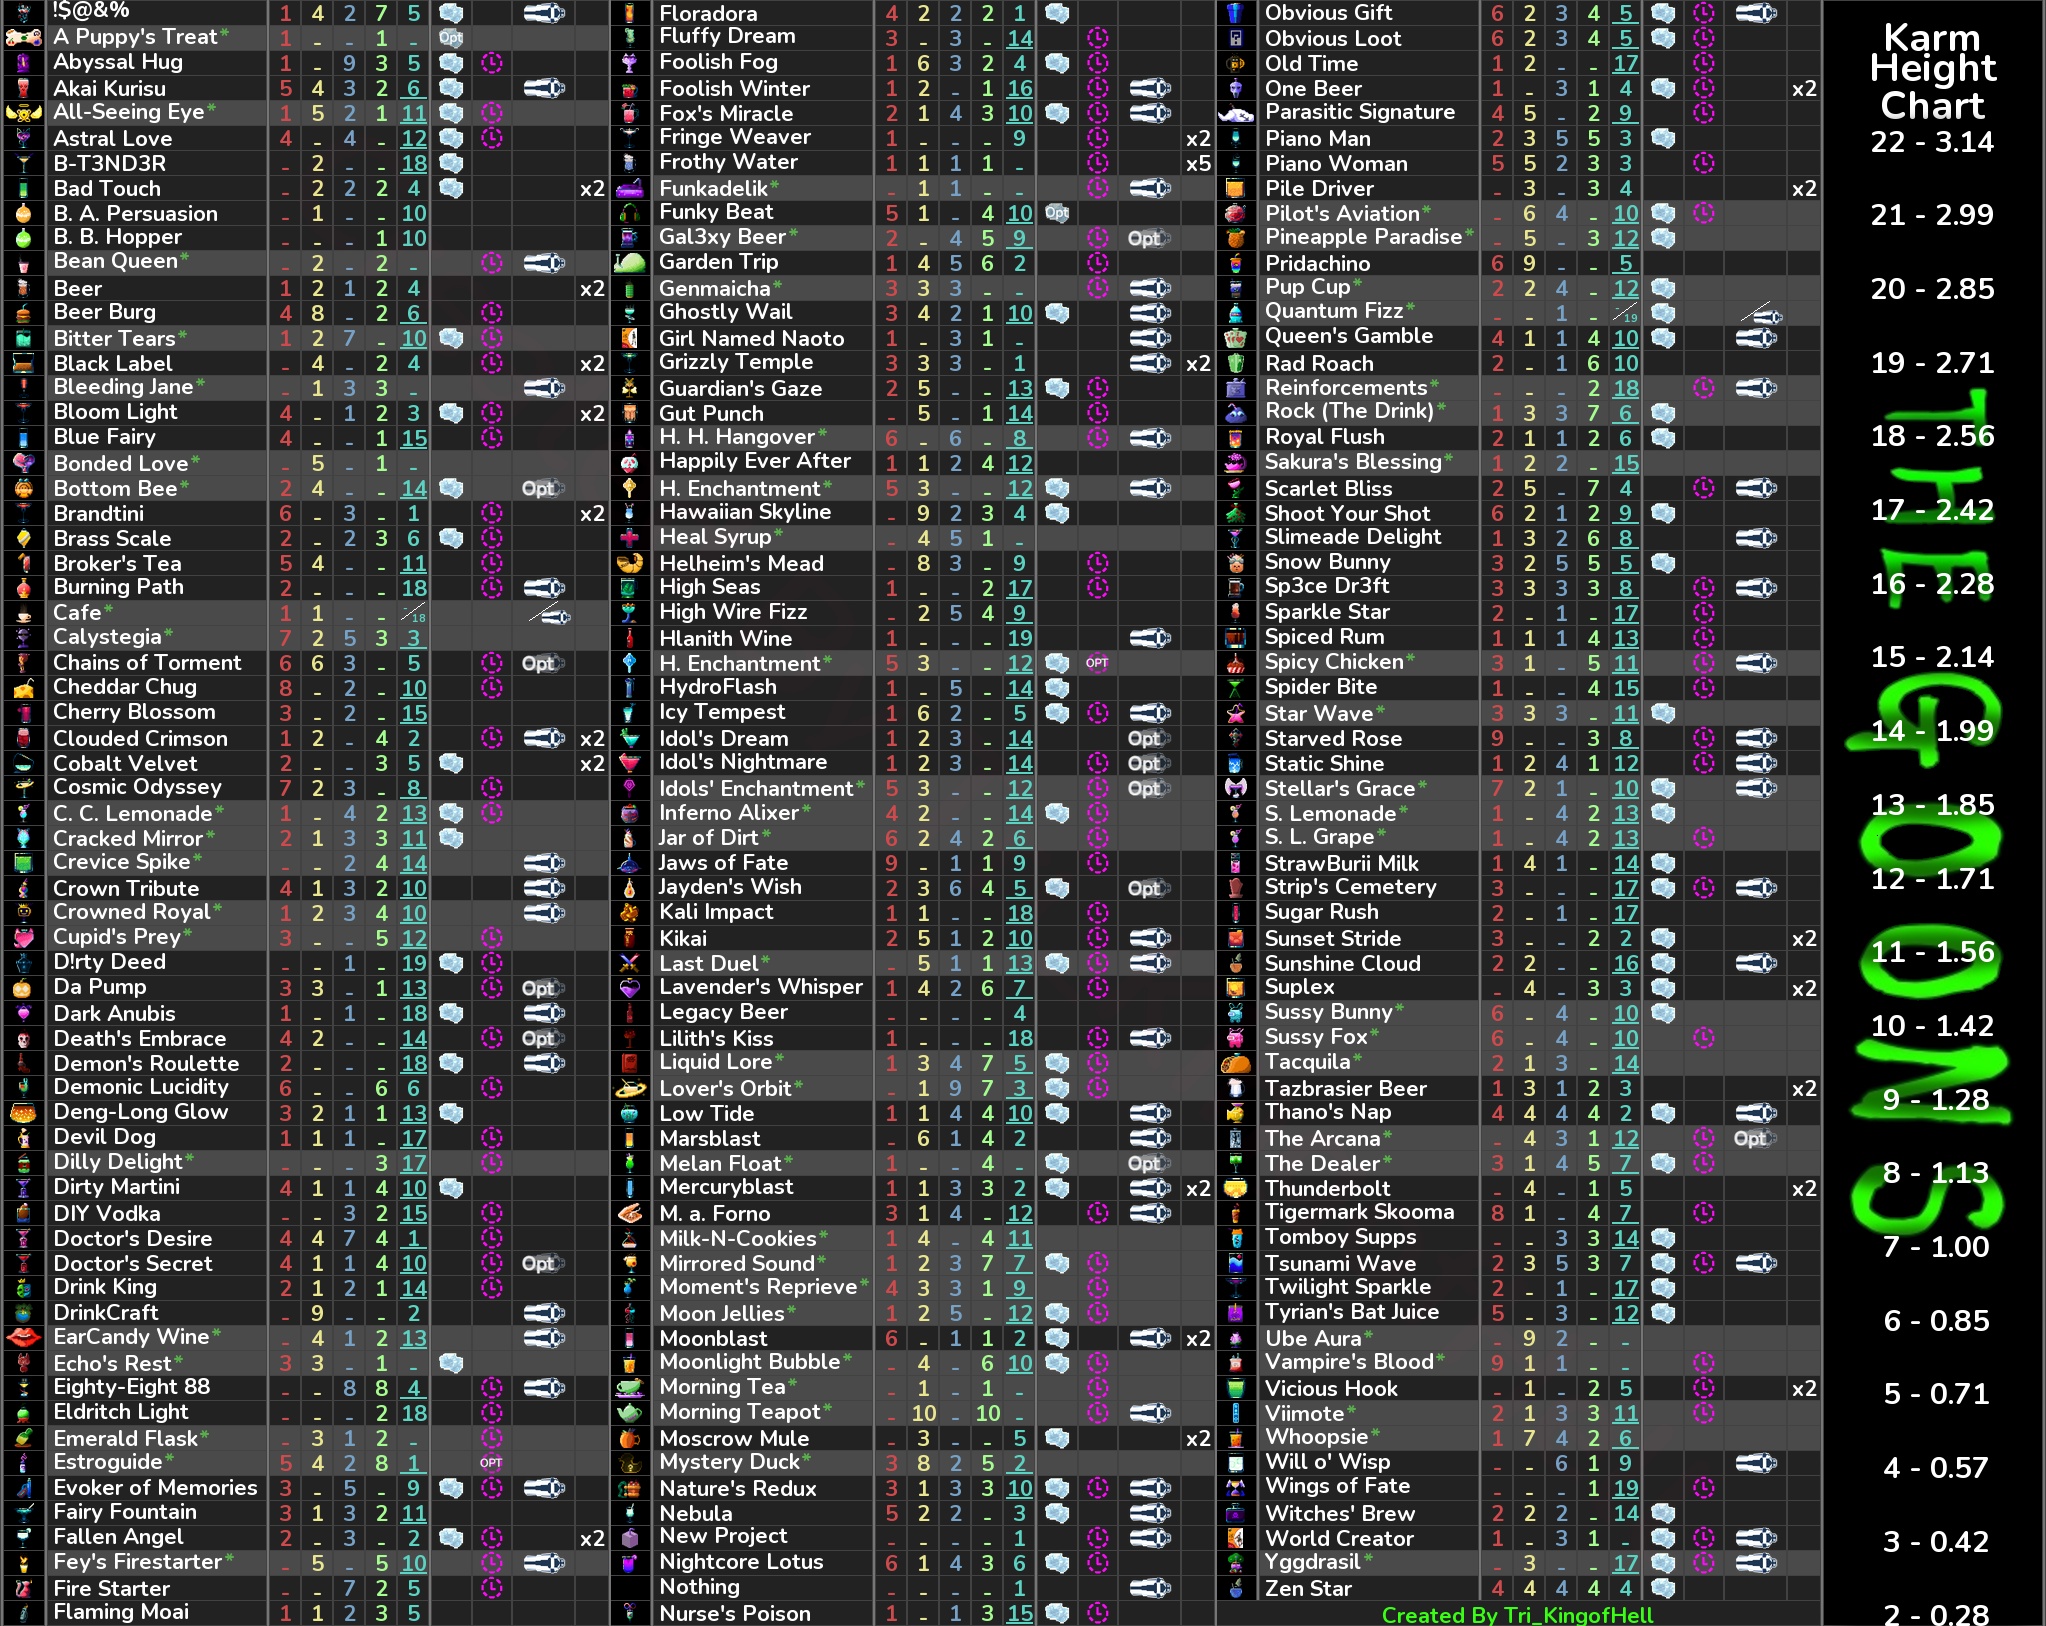 !$@&% 1 4 2 7 5
A Puppy's Treat* 1 - - 1 - Opt
Abyssal Hug 1 - 9 3 5
Akai Kurisu 5 4 3 2 6
All-Seeing Eye* 1 5 2 1 11
Astral Love 4 - 4 - 12
B-T3ND3R - 2 - - 18
Bad Touch - 2 2 2 4 x2
B. A. Persuasion - 1 - - 10
B. B. Hopper - - - 1 10
Bean Queen* - 2 - 2 -
Beer 1 2 1 2 4 x2
Beer Burg 4 8 - 2 6
Bitter Tears* 1 2 7 - 10
Black Label - 4 - 2 4 x2
Bleeding Jane* - 1 3 3 -
Bloom Light 4 - 1 2 3 x2
Blue Fairy 4 - - 1 15
Bonded Love* - 5 - 1 -
Bottom Bee* 2 4 - - 14 Opt
Brandtini 6 - 3 - 1 x2
Brass Scale 2 - 2 3 6
Broker's Tea 5 4 - - 11
Burning Path 2 - - - 18
Cafe* 1 1 - - -/18
Calystegia* 7 2 5 3 3
Chains of Torment 6 6 3 - 5 Opt
Cheddar Chug 8 - 2 - 10
Cherry Blossom 3 - 2 - 15
Clouded Crimson 1 2 - 4 2 x2
Cobalt Velvet 2 - - 3 5 x2
Cosmic Odyssey 7 2 3 - 8
C. C. Lemonade* 1 - 4 2 13
Cracked Mirror* 2 1 3 3 11
Crevice Spike* - - 2 4 14
Crown Tribute 4 1 3 2 10
Crowned Royal* 1 2 3 4 10
Cupid's Prey* 3 - - 5 12
D!rty Deed - - 1 - 19
Da Pump 3 3 - 1 13 Opt
Dark Anubis 1 - 1 - 18
Death's Embrace 4 2 - - 14 Opt
Demon's Roulette 2 - - - 18
Demonic Lucidity 6 - - 6 6
Deng-Long Glow 3 2 1 1 13
Devil Dog 1 1 1 - 17
Dilly Delight* - - - 3 17
Dirty Martini 4 1 1 4 10
DIY Vodka - - 3 2 15
Doctor's Desire 4 4 7 4 1
Doctor's Secret 4 1 1 4 10 Opt
Drink King 2 1 2 1 14
DrinkCraft - 9 - - 2
EarCandy Wine* - 4 1 2 13
Echo's Rest* 3 3 - 1 -
Eighty-Eight 88 - - 8 8 4
Eldritch Light - - - 2 18
Emerald Flask* - 3 1 2 -
Estroguide* 5 4 2 8 1 OPT
Evoker of Memories 3 - 5 - 9
Fairy Fountain 3 1 3 2 11
Fallen Angel 2 - 3 - 2 x2
Fey's Firestarter* - 5 - 5 10
Fire Starter - - 7 2 5
Flaming Moai 1 1 2 3 5
Floradora 4 2 2 2 1
Fluffy Dream 3 - 3 - 14
Foolish Fog 1 6 3 2 4
Foolish Winter 1 2 - 1 16
Fox's Miracle 2 1 4 3 10
Fringe Weaver 1 - - - 9 x2
Frothy Water 1 1 1 1 - x5
Funkadelik* - 1 1 - -
Funky Beat 5 1 - 4 10 Opt
Gal3xy Beer* 2 - 4 5 9 Opt
Garden Trip 1 4 5 6 2
Genmaicha* 3 3 3 - -
Ghostly Wail 3 4 2 1 10
Girl Named Naoto 1 - 3 1 -
Grizzly Temple 3 3 3 - 1 x2
Guardian's Gaze 2 5 - - 13
Gut Punch - 5 - 1 14
H. H. Hangover* 6 - 6 - 8
Happily Ever After 1 1 2 4 12
H. Enchantment* 5 3 - - 12
Hawaiian Skyline - 9 2 3 4
Heal Syrup* - 4 5 1 -
Helheim's Mead - 8 3 - 9
High Seas 1 - - 2 17
High Wire Fizz - 2 5 4 9
Hlanith Wine 1 - - - 19
H. Enchantment* 5 3 - - 12 OPT
HydroFlash 1 - 5 - 14
Icy Tempest 1 6 2 - 5
Idol's Dream 1 2 3 - 14 Opt
Idol's Nightmare 1 2 3 - 14 Opt
Idols' Enchantment* 5 3 - - 12 Opt
Inferno Alixer* 4 2 - - 14
Jar of Dirt* 6 2 4 2 6
Jaws of Fate 9 - 1 1 9
Jayden's Wish 2 3 6 4 5 Opt
Kali Impact 1 1 - - 18
Kikai 2 5 1 2 10
Last Duel* - 5 1 1 13
Lavender's Whisper 1 4 2 6 7
Legacy Beer - - - - 4
Lilith's Kiss 1 - - - 18
Liquid Lore* 1 3 4 7 5
Lover's Orbit* - 1 9 7 3
Low Tide 1 1 4 4 10
Marsblast - 6 1 4 2
Melan Float* 1 - - 4 - Opt
Mercuryblast 1 1 3 3 2 x2
M. a. Forno 3 1 4 - 12
Milk-N-Cookies* 1 4 - 4 11
Mirrored Sound* 1 2 3 7 7
Moment's Reprieve* 4 3 3 1 9
Moon Jellies* 1 2 5 - 12
Moonblast 6 - 1 1 2 x2
Moonlight Bubble* - 4 - 6 10
Morning Tea* - 1 - 1 -
Morning Teapot* - 10 - 10 -
Moscrow Mule - 3 - - 5 x2
Mystery Duck* 3 8 2 5 2
Nature's Redux 3 1 3 3 10
Nebula 5 2 2 - 3
New Project - - - - 1
Nightcore Lotus 6 1 4 3 6
Nothing - - - - 1
Nurse's Poison 1 - 1 3 15
Obvious Gift 6 2 3 4 5
Obvious Loot 6 2 3 4 5
Old Time 1 2 - - 17
One Beer 1 - 3 1 4 x2
Parasitic Signature 4 5 - 2 9
Piano Man 2 3 5 5 3
Piano Woman 5 5 2 3 3
Pile Driver - 3 - 3 4 x2
Pilot's Aviation* - 6 4 - 10
Pineapple Paradise* - 5 - 3 12
Pridachino 6 9 - - 5
Pup Cup* 2 2 4 - 12
Quantum Fizz* - - 1 - -/19
Queen's Gamble 4 1 1 4 10
Rad Roach 2 - 1 6 10
Reinforcements* - - - 2 18
Rock (The Drink)* 1 3 3 7 6
Royal Flush 2 1 1 2 6
Sakura's Blessing* 1 2 2 - 15
Scarlet Bliss 2 5 - 7 4
Shoot Your Shot 6 2 1 2 9
Slimeade Delight 1 3 2 6 8
Snow Bunny 3 2 5 5 5
Sp3ce Dr3ft 3 3 3 3 8
Sparkle Star 2 - 1 - 17
Spiced Rum 1 1 1 4 13
Spicy Chicken* 3 1 - 5 11
Spider Bite 1 - - 4 15
Star Wave* 3 3 3 - 11
Starved Rose 9 - - 3 8
Static Shine 1 2 4 1 12
Stellar's Grace* 7 2 1 - 10
S. Lemonade* 1 - 4 2 13
S. L. Grape* 1 - 4 2 13
StrawBurii Milk 1 4 1 - 14
Strip's Cemetery 3 - - - 17
Sugar Rush 2 - 1 - 17
Sunset Stride 3 - - 2 2 x2
Sunshine Cloud 2 2 - - 16
Suplex - 4 - 3 3 x2
Sussy Bunny* 6 - 4 - 10
Sussy Fox* 6 - 4 - 10
Tacquila* 2 1 3 - 14
Tazbrasier Beer 1 3 1 2 3 x2
Thano's Nap 4 4 4 4 2
The Arcana* - 4 3 1 12 Opt
The Dealer* 3 1 4 5 7
Thunderbolt - 4 - 1 5 x2
Tigermark Skooma 8 1 - 4 7
Tomboy Supps - - 3 3 14
Tsunami Wave 2 3 5 3 7
Twilight Sparkle 2 - 1 - 17
Tyrian's Bat Juice 5 - 3 - 12
Ube Aura* - 9 2 - -
Vampire's Blood* 9 1 1 - -
Vicious Hook - 1 - 2 5 x2
Viimote* 2 1 3 3 11
Whoopsie* 1 7 4 2 6
Will o' Wisp - - 6 1 9
Wings of Fate - - - 1 19
Witches' Brew 2 2 2 - 14
World Creator 1 - 3 1 -
Yggdrasil* - 3 - - 17
Zen Star 4 4 4 4 4
Created By Tri_KingofHell
Karm
Height
Chart
22 - 3.14
21 - 2.99
20 - 2.85
19 - 2.71
18 - 2.56
17 - 2.42
16 - 2.28
15 - 2.14
14 - 1.99
13 - 1.85
12 - 1.71
11 - 1.56
10 - 1.42
9 - 1.28
8 - 1.13
7 - 1.00
6 - 0.85
5 - 0.71
4 - 0.57
3 - 0.42
2 - 0.28
THE GOONS